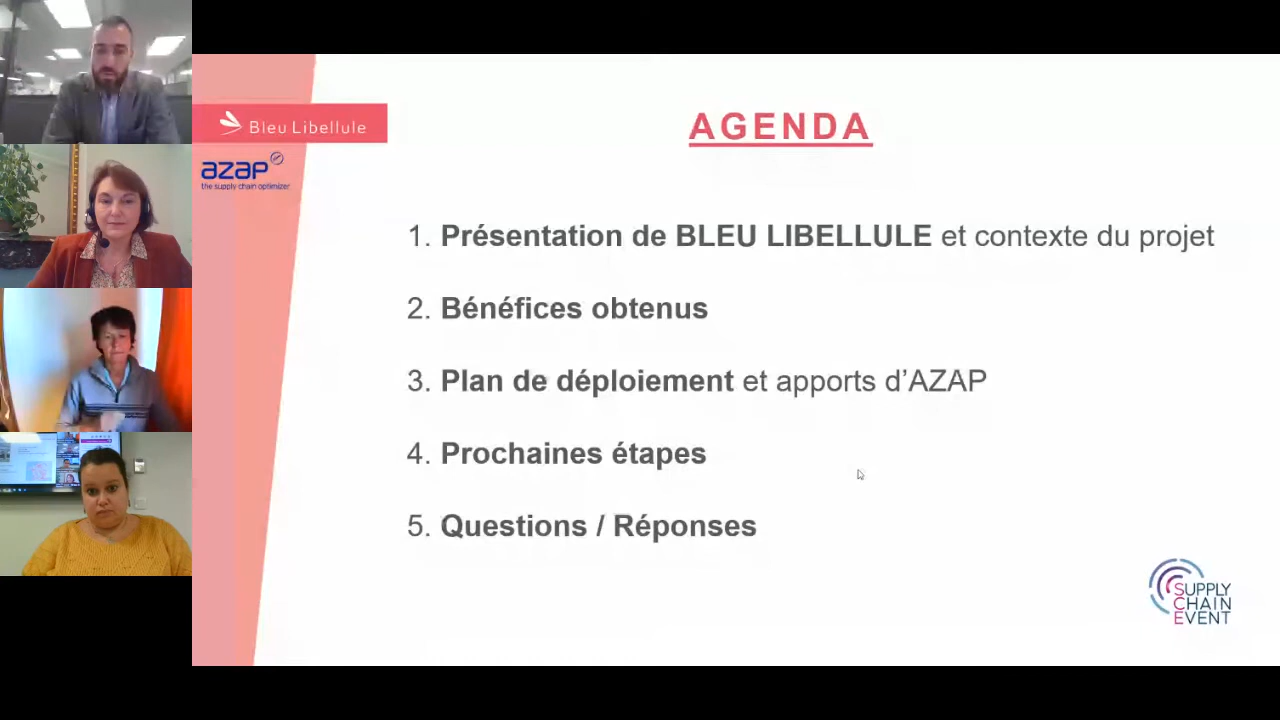 Bleu Libellule
azap
the supply chain optimizer
AGENDA
1. Présentation de BLEU LIBELLULE et contexte du projet
2. Bénéfices obtenus
3. Plan de déploiement et apports d’AZAP
4. Prochaines étapes
5. Questions / Réponses
SUPPLY
CHAIN
EVENT